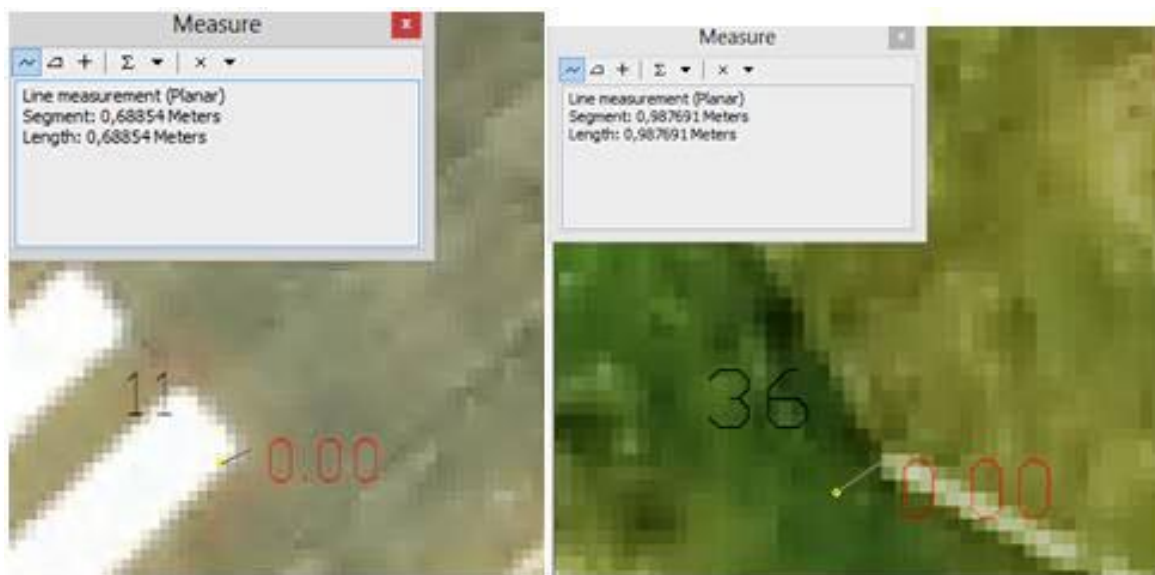 Measure
x
Σ
x
Line measurement (Planar)
Segment: 0,68854 Meters
Length: 0,68854 Meters
11
0.00
Measure
x
Σ
x
Line measurement (Planar)
Segment: 0,987691 Meters
Length: 0,987691 Meters
36
0.00